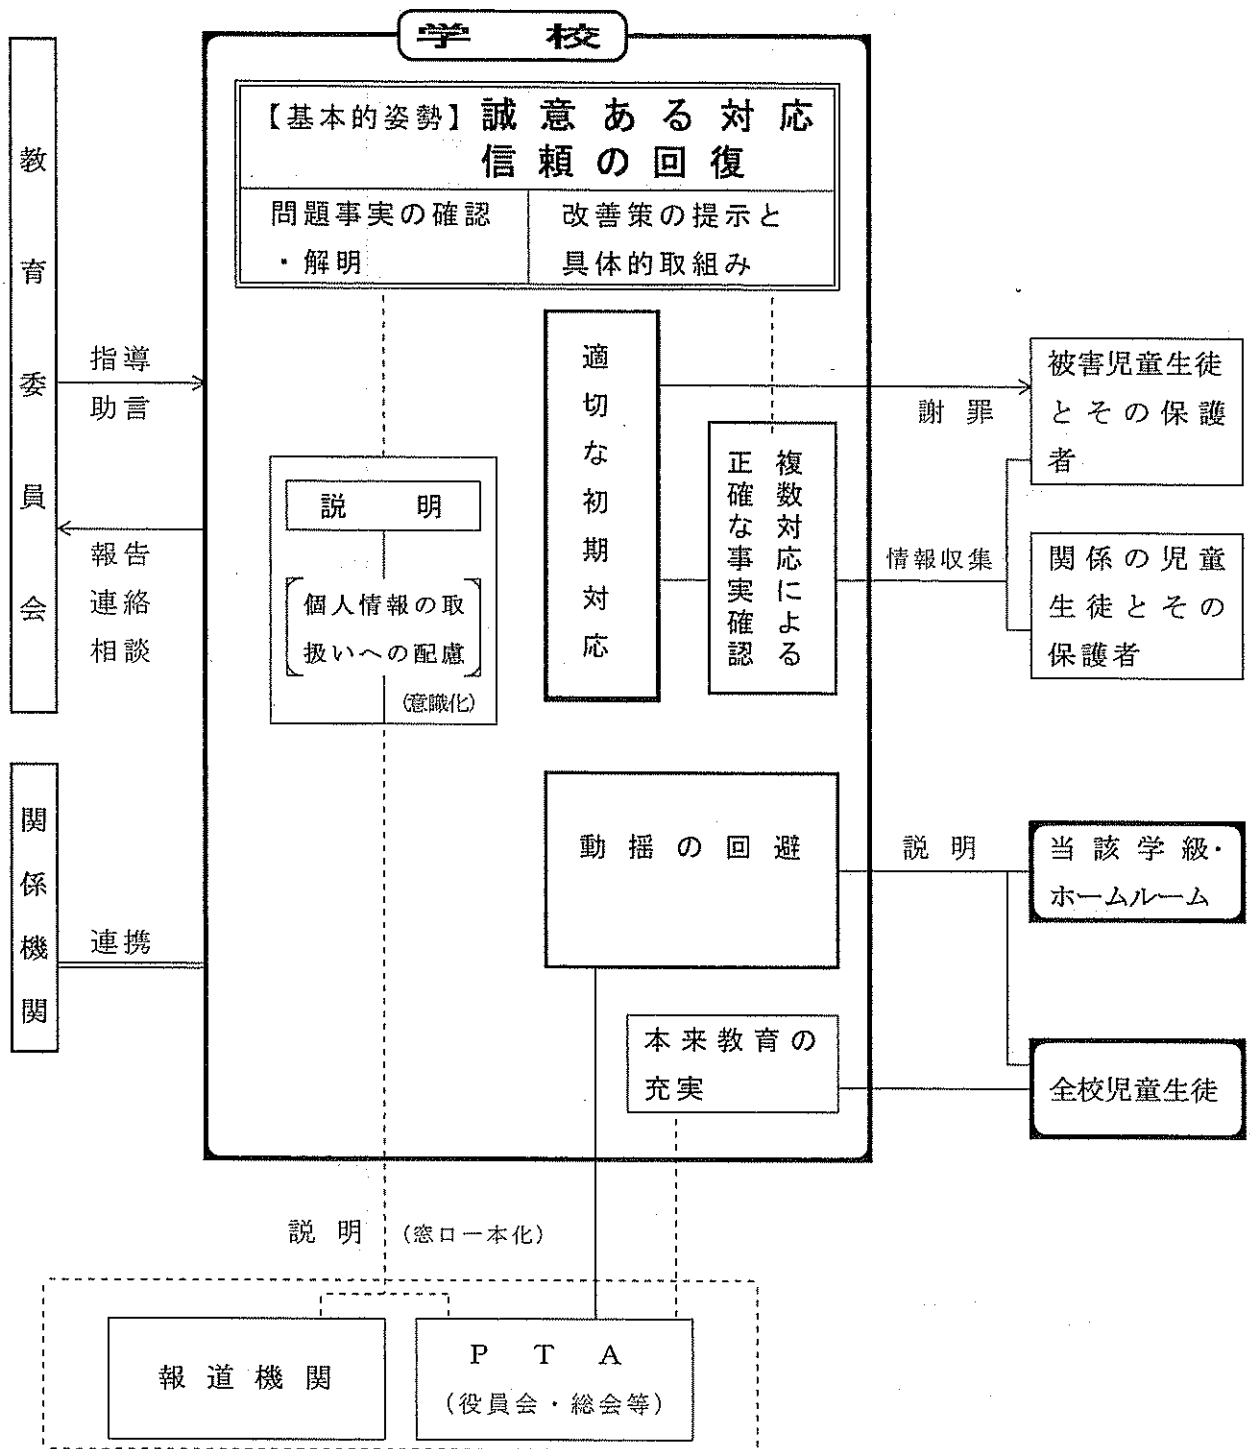 学校
【基本的姿勢】誠意ある対応
信頼の回復
問題事実の確認
・解明
改善策の提示と
具体的取組み
教育委員会
指導
助言
報告
連絡
相談
関係機関
連携
説明
個人情報の取
扱いへの配慮
(意識化)
適切な初期対応
複数対応による
正確な事実確認
謝罪
情報収集
被害児童生徒
とその保護
者
関係の児童
生徒とその
保護者
動揺の回避
説明
当該学級・
ホームルーム
本来教育の
充実
全校児童生徒
説明 (窓口一本化)
報道機関
PTA
(役員会・総会等)